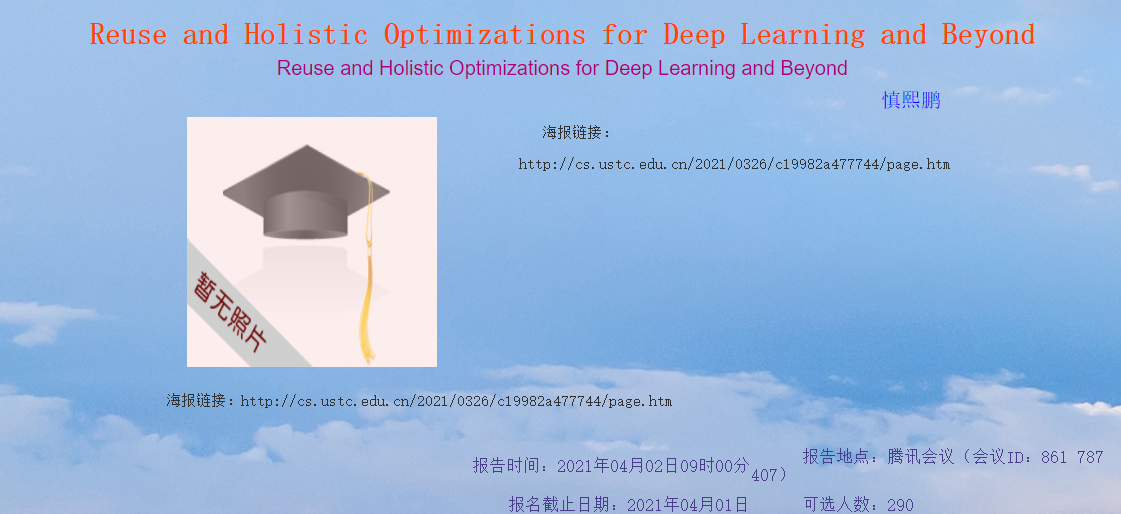 Reuse and Holistic Optimizations for Deep Learning and Beyond
Reuse and Holistic Optimizations for Deep Learning and Beyond
慎熙鹏
海报链接：
http://cs.ustc.edu.cn/2021/0326/c19982a477744/page.htm
暂无照片
海报链接：http://cs.ustc.edu.cn/2021/0326/c19982a477744/page.htm
报告时间：2021年04月02日09时00分
报告地点：腾讯会议（会议ID：861 787
407）
报名截止日期：2021年04月01日
可选人数：290